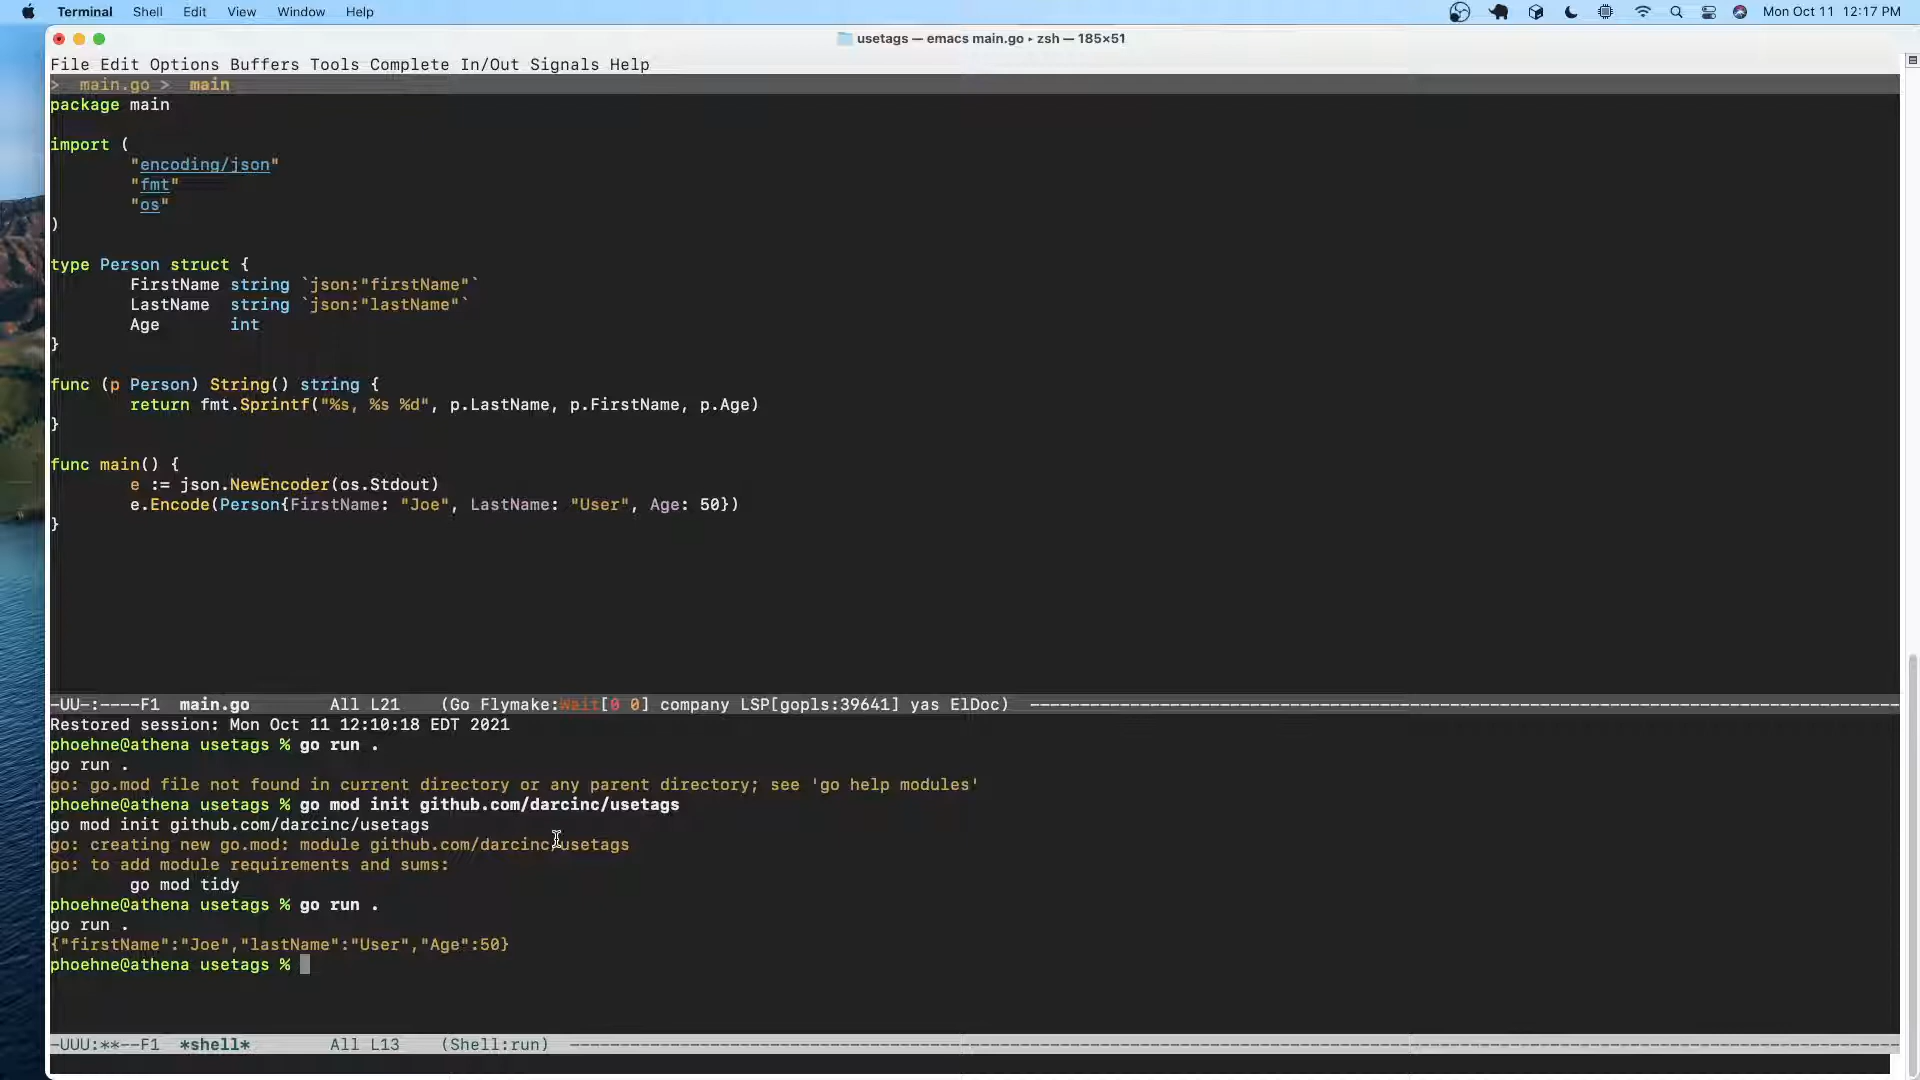 Terminal Shell Edit View Window Help Mon Oct 11 12:17 PM
usetags — emacs main.go ▸ zsh — 185×51
File Edit Options Buffers Tools Complete In/Out Signals Help
> main.go > main
package main
import (
"encoding/json"
"fmt"
"os"
)
type Person struct {
FirstName string `json:"firstName"`
LastName string `json:"lastName"`
Age int
}
func (p Person) String() string {
return fmt.Sprintf("%s, %s %d", p.LastName, p.FirstName, p.Age)
}
func main() {
e := json.NewEncoder(os.Stdout)
e.Encode(Person{FirstName: "Joe", LastName: "User", Age: 50})
}
-UU-:----F1 main.go All L21 (Go Flymake:Wait[0 0] company LSP[gopls:39641] yas ElDoc)
Restored session: Mon Oct 11 12:10:18 EDT 2021
phoehne@athena usetags % go run .
go run .
go: go.mod file not found in current directory or any parent directory; see 'go help modules'
phoehne@athena usetags % go mod init github.com/darcinc/usetags
go mod init github.com/darcinc/usetags
go: creating new go.mod: module github.com/darcinc/usetags
go: to add module requirements and sums:
go mod tidy
phoehne@athena usetags % go run .
go run .
{"firstName":"Joe","lastName":"User","Age":50}
phoehne@athena usetags %
-UUU:**--F1 *shell* All L13 (Shell:run)